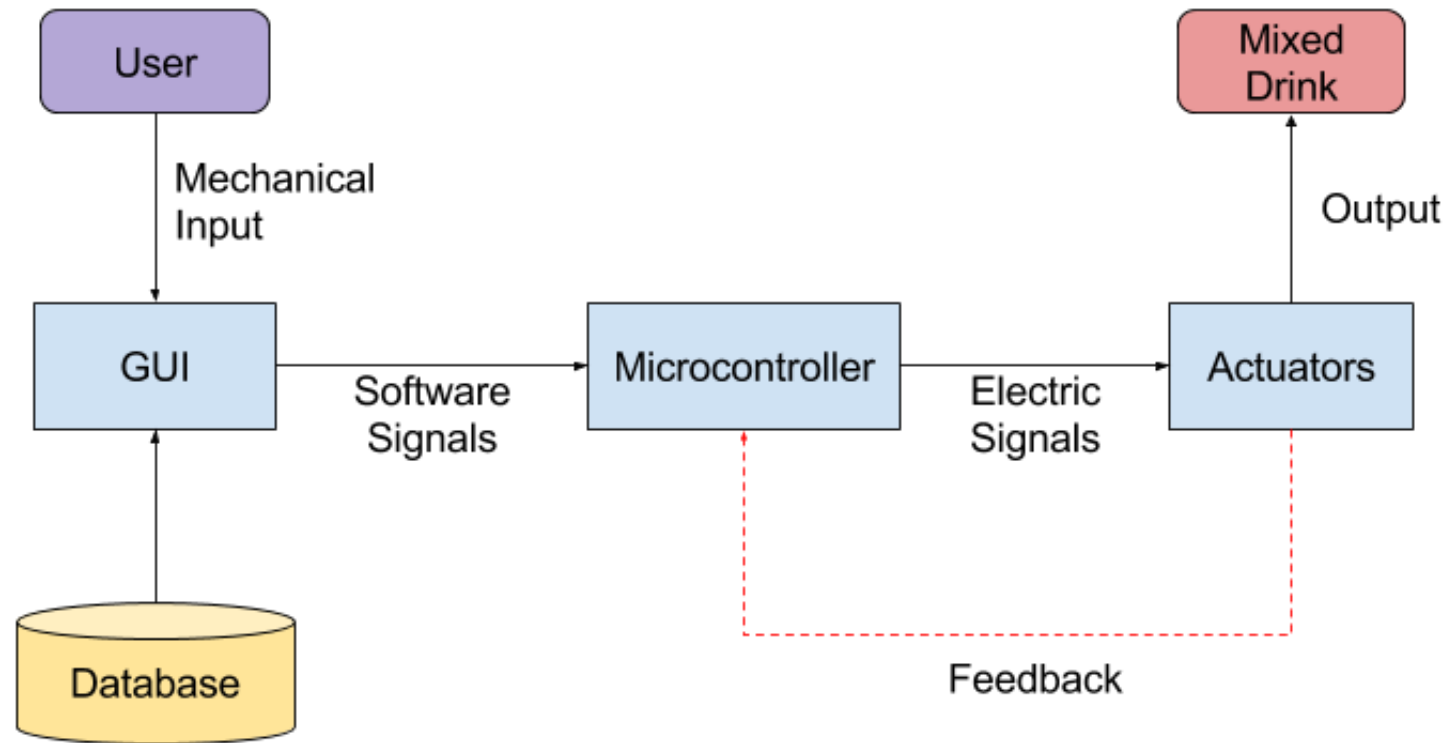 User
Mixed
Drink
Mechanical
Input
Output
GUI
Software
Signals
Microcontroller
Electric
Signals
Actuators
Database
Feedback